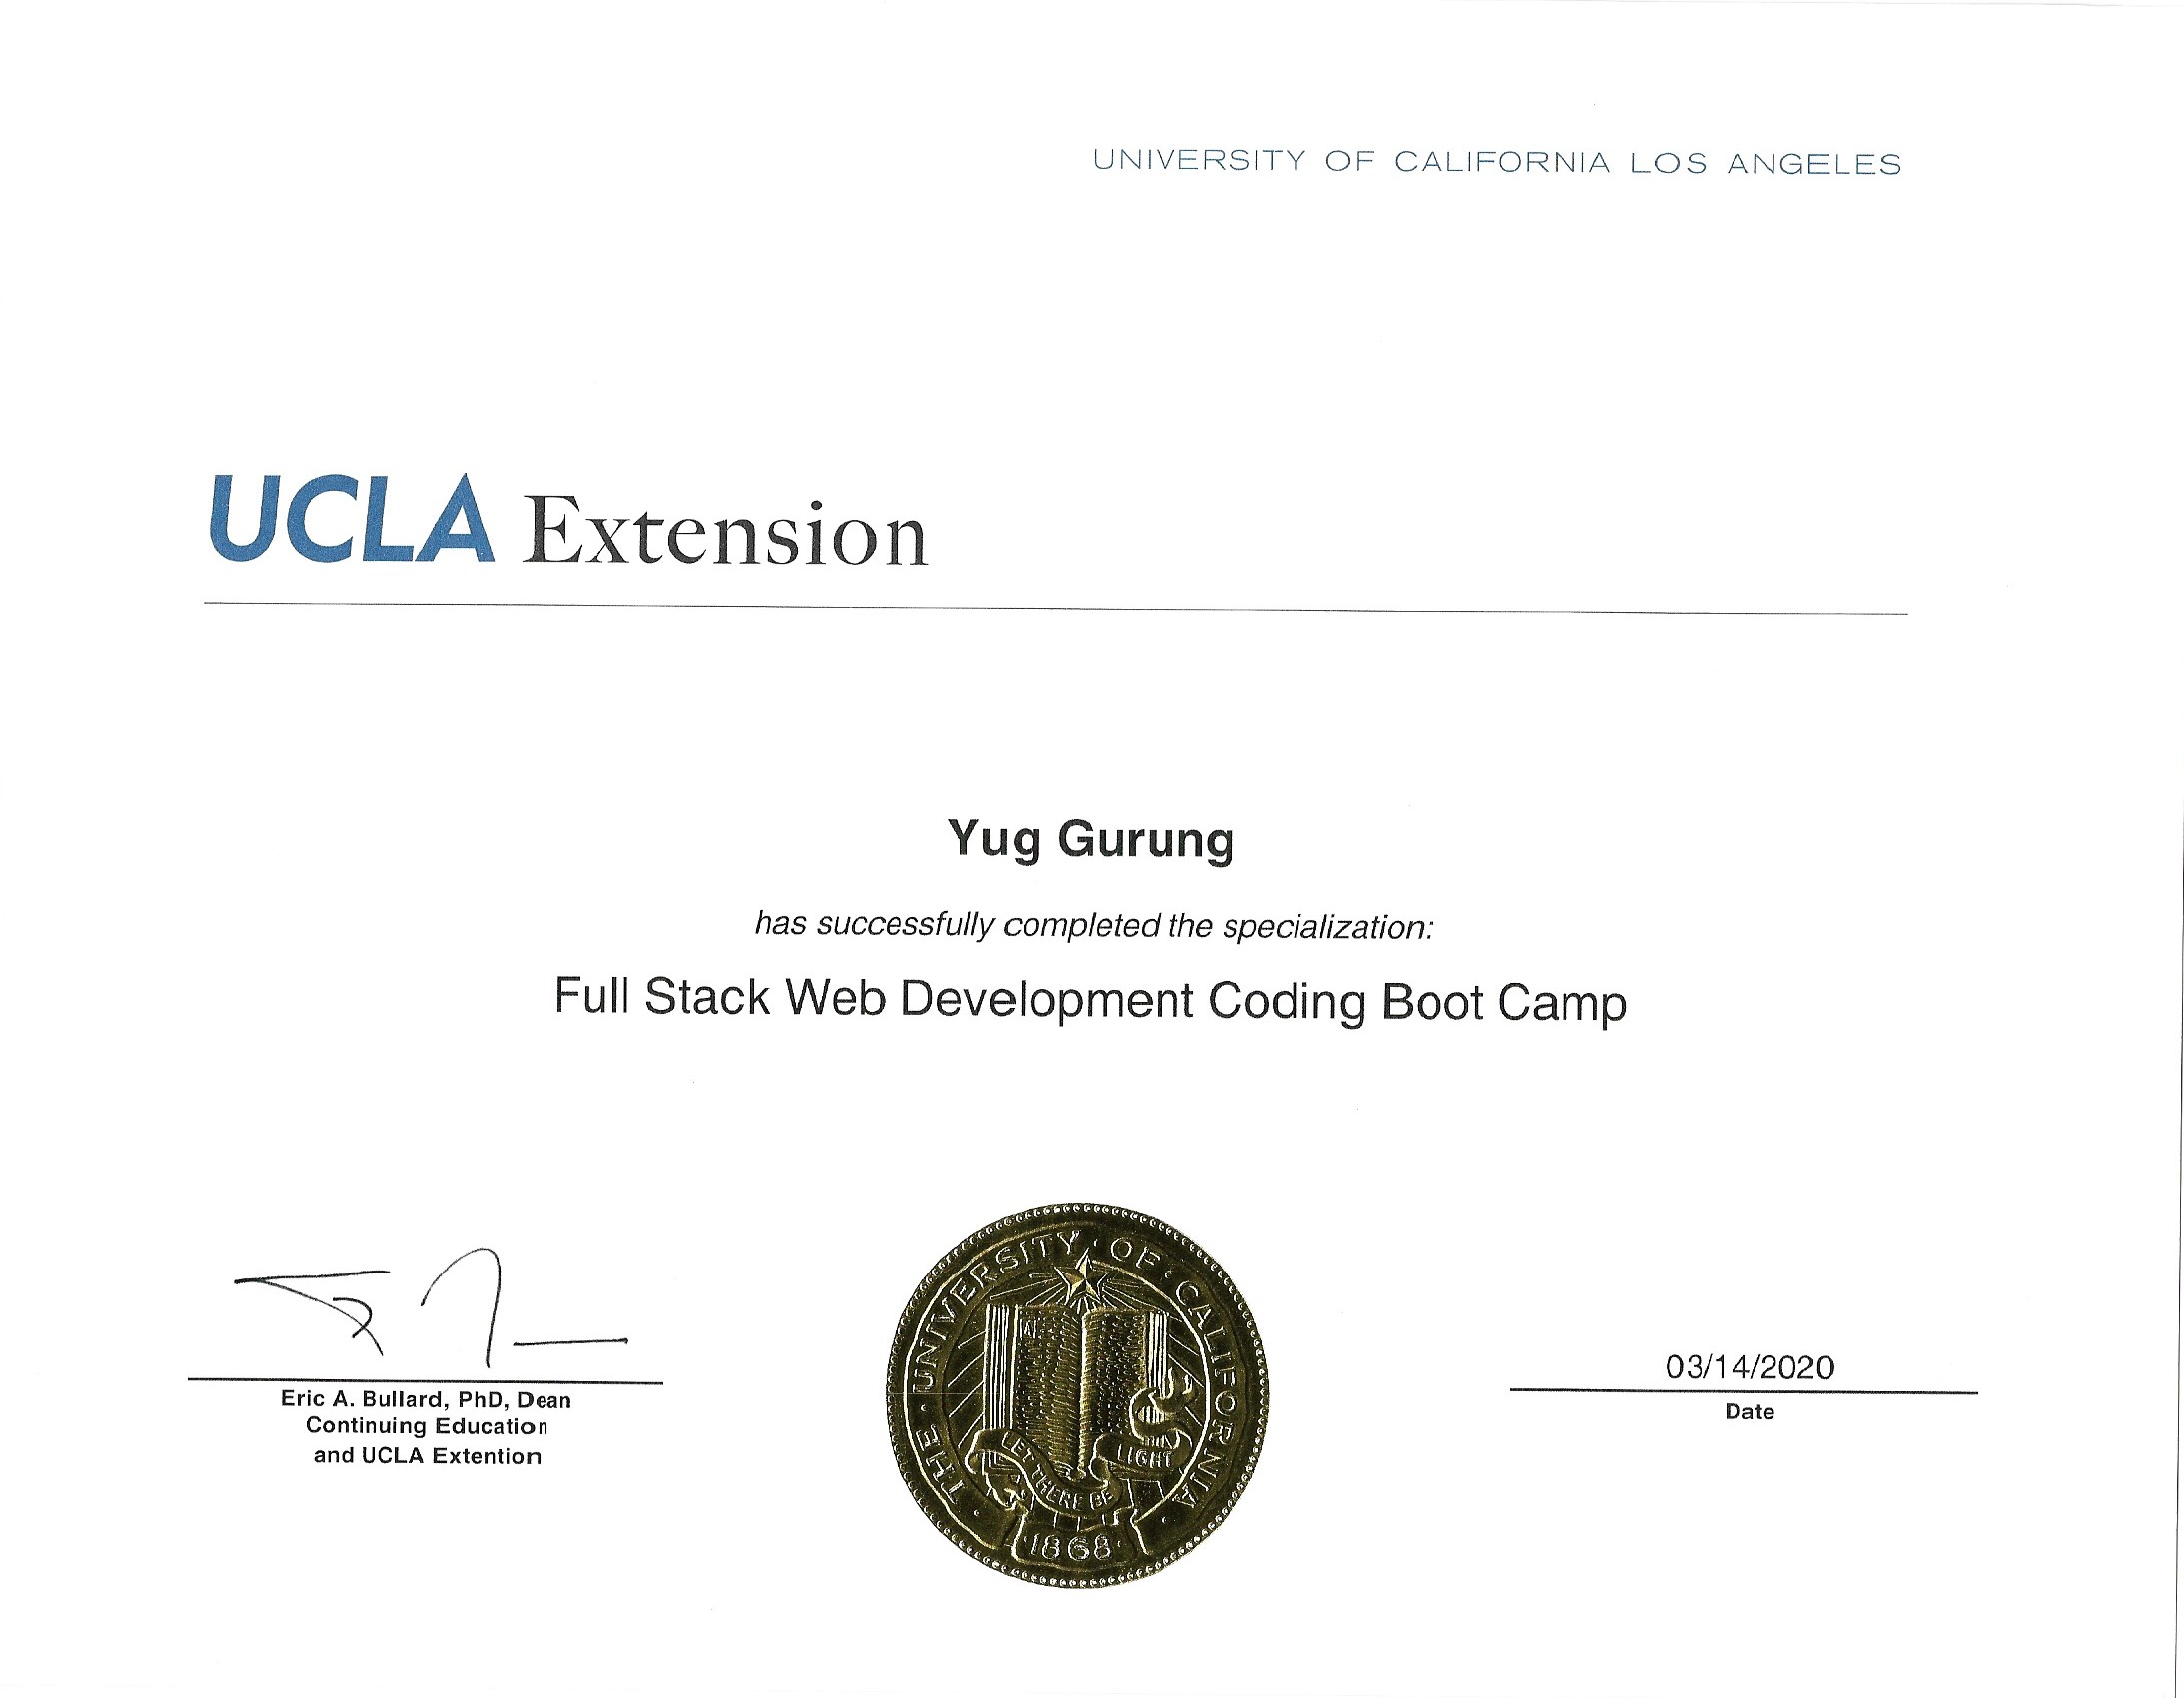 UNIVERSITY OF CALIFORNIA LOS ANGELES
UCLA Extension
Yug Gurung
has successfully completed the specialization:
Full Stack Web Development Coding Boot Camp
Eric A. Bullard, PhD, Dean
Continuing Education
and UCLA Extention
THE · UNIVERSITY · OF · CALIFORNIA
LET THERE BE
LIGHT
·1868·
03/14/2020
Date